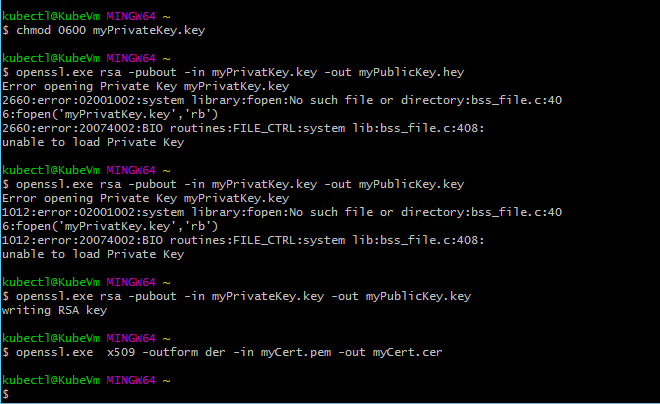 kubectl@KubeVm MINGW64 ~
$ chmod 0600 myPrivateKey.key
kubectl@KubeVm MINGW64 ~
$ openssl.exe rsa -pubout -in myPrivatKey.key -out myPublicKey.hey
Error opening Private Key myPrivatKey.key
2660:error:02001002:system library:fopen:No such file or directory:bss_file.c:40
6:fopen('myPrivatKey.key','rb')
2660:error:20074002:BIO routines:FILE_CTRL:system lib:bss_file.c:408:
unable to load Private Key
kubectl@KubeVm MINGW64 ~
$ openssl.exe rsa -pubout -in myPrivatKey.key -out myPublicKey.key
Error opening Private Key myPrivatKey.key
1012:error:02001002:system library:fopen:No such file or directory:bss_file.c:40
6:fopen('myPrivatKey.key','rb')
1012:error:20074002:BIO routines:FILE_CTRL:system lib:bss_file.c:408:
unable to load Private Key
kubectl@KubeVm MINGW64 ~
$ openssl.exe rsa -pubout -in myPrivateKey.key -out myPublicKey.key
writing RSA key
kubectl@KubeVm MINGW64 ~
$ openssl.exe  x509 -outform der -in myCert.pem -out myCert.cer
kubectl@KubeVm MINGW64 ~
$